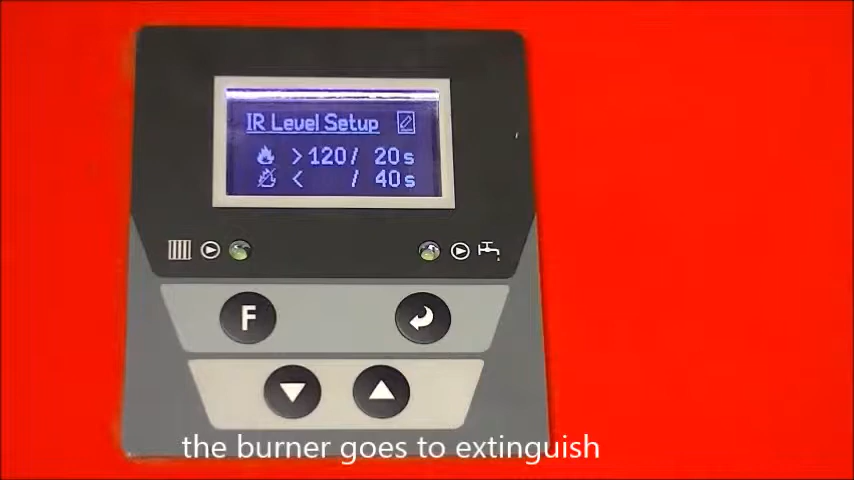 IR Level Setup
>120/ 20s
< / 40s
F
the burner goes to extinguish